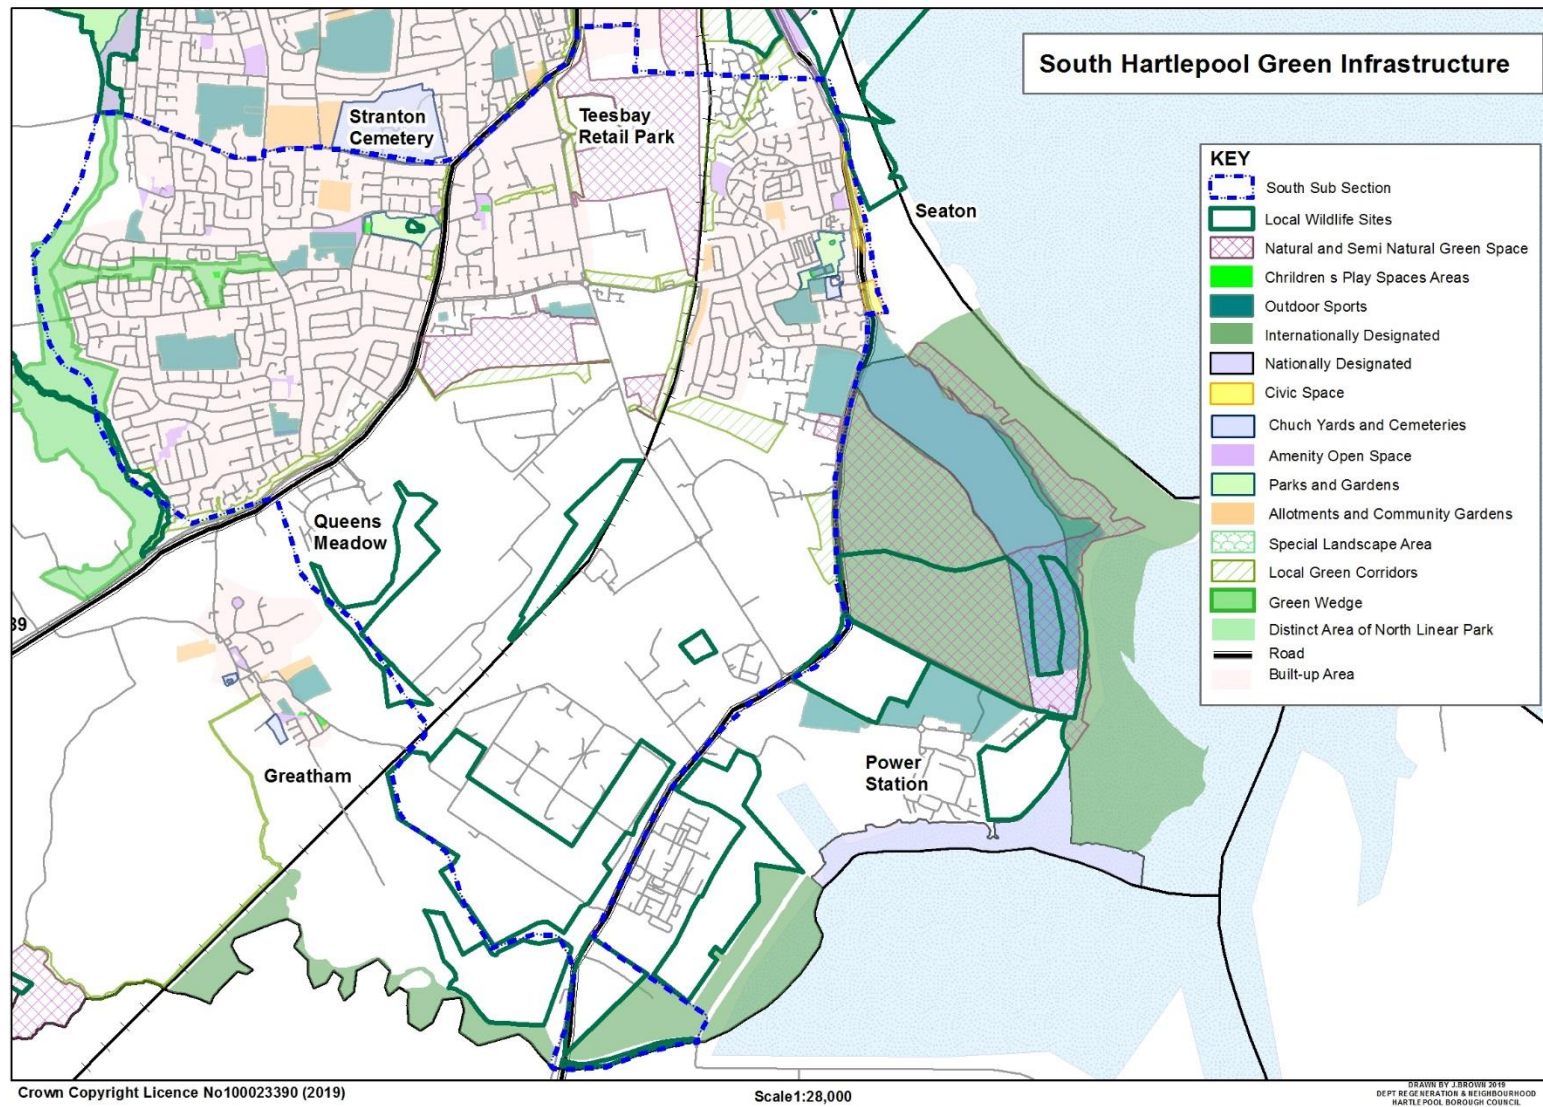 South Hartlepool Green Infrastructure
Stranton
Cemetery
Teesbay
Retail Park
Seaton
KEY
South Sub Section
Local Wildlife Sites
Natural and Semi Natural Green Space
Chrildren s Play Spaces Areas
Outdoor Sports
Internationally Designated
Nationally Designated
Civic Space
Chuch Yards and Cemeteries
Amenity Open Space
Parks and Gardens
Allotments and Community Gardens
Special Landscape Area
Local Green Corridors
Green Wedge
Distinct Area of North Linear Park
Road
Built-up Area
Queens
Meadow
39
Greatham
Power
Station
Crown Copyright Licence No100023390 (2019)
Scale1:28,000
DRAWN BY J.BROWN 2019
DEPT REGENERATION & NEIGHBOURHOOD
HARTLEPOOL BOROUGH COUNCIL